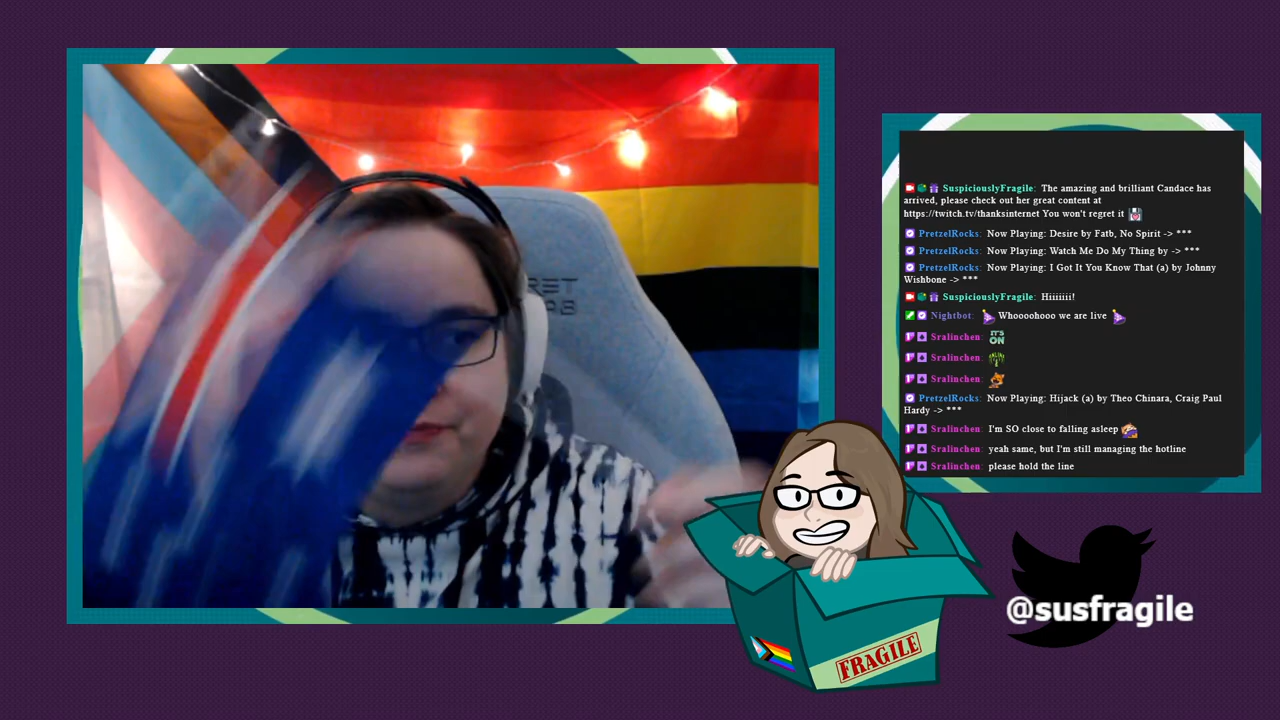 RET
AB
SuspiciouslyFragile: The amazing and brilliant Candace has
arrived, please check out her great content at
https://twitch.tv/thanksinternet You won't regret it
PretzelRocks: Now Playing: Desire by Fatb, No Spirit -> ***
PretzelRocks: Now Playing: Watch Me Do My Thing by -> ***
PretzelRocks: Now Playing: I Got It You Know That (a) by Johnny
Wishbone -> ***
SuspiciouslyFragile: Hiiiiiii!
Nightbot: Whoooohooo we are live
Sralinchen: IT'S
ON
Sralinchen:
Sralinchen:
PretzelRocks: Now Playing: Hijack (a) by Theo Chinara, Craig Paul
Hardy -> ***
Sralinchen: I'm SO close to falling asleep
Sralinchen: yeah same, but I'm still managing the hotline
Sralinchen: please hold the line
FRAGILE
@susfragile